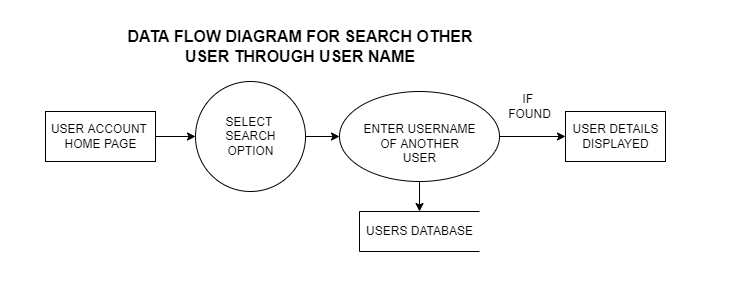 DATA FLOW DIAGRAM FOR SEARCH OTHER
USER THROUGH USER NAME
USER ACCOUNT
HOME PAGE
SELECT
SEARCH
OPTION
ENTER USERNAME
OF ANOTHER
USER
IF
FOUND
USER DETAILS
DISPLAYED
USERS DATABASE